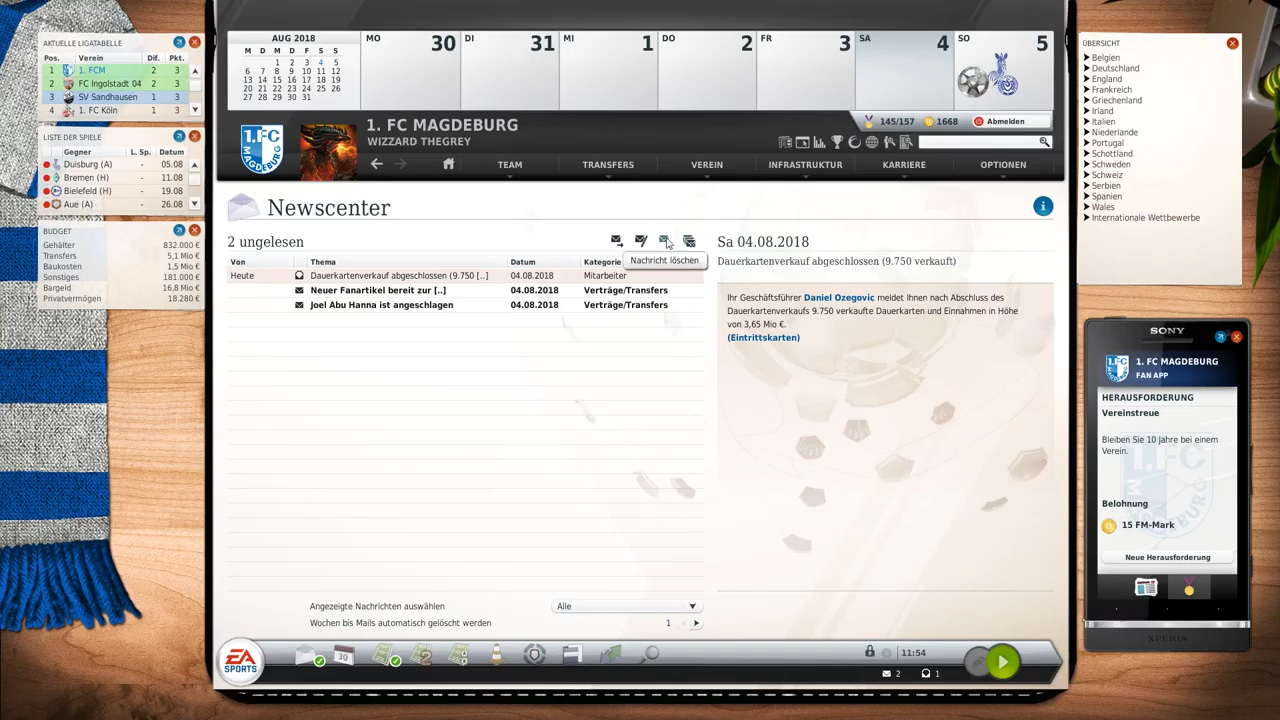 AKTUELLE LIGATABELLE
Pos. Verein Dif. Pkt.
1 1. FCM 2 3
2 FC Ingolstadt 04 2 3
3 SV Sandhausen 1 3
4 1. FC Köln 1 3
LISTE DER SPIELE
Gegner L. Sp. Datum
Duisburg (A) - 05.08
Bremen (H) - 11.08
Bielefeld (H) - 19.08
Aue (A) - 26.08
BUDGET
Gehälter 832.000 €
Transfers 5,1 Mio €
Baukosten 1,5 Mio €
Sonstiges 181.000 €
Bargeld 16,8 Mio €
Privatvermögen 18.280 €
AUG 2018
M D M D F S S
1 2 3 4 5
6 7 8 9 10 11 12
13 14 15 16 17 18 19
20 21 22 23 24 25 26
27 28 29 30 31
MO 30
DI 31
MI 1
DO 2
FR 3
SA 4
SO 5
1. FC MAGDEBURG
WIZZARD THEGREY
145/157 1668 Abmelden
TEAM TRANSFERS VEREIN INFRASTRUKTUR KARRIERE OPTIONEN
Newscenter
2 ungelesen
Nachricht löschen
Von Thema Datum Kategorie
Heute Dauerkartenverkauf abgeschlossen (9.750 [..] 04.08.2018 Mitarbeiter
Neuer Fanartikel bereit zur [..] 04.08.2018 Verträge/Transfers
Joel Abu Hanna ist angeschlagen 04.08.2018 Verträge/Transfers
Sa 04.08.2018
Dauerkartenverkauf abgeschlossen (9.750 verkauft)
Ihr Geschäftsführer Daniel Ozegovic meldet Ihnen nach Abschluss des
Dauerkartenverkaufs 9.750 verkaufte Dauerkarten und Einnahmen in Höhe
von 3,65 Mio €.
(Eintrittskarten)
Angezeigte Nachrichten auswählen Alle
Wochen bis Mails automatisch gelöscht werden 1
EA SPORTS
30
11:54
2 1
ÜBERSICHT
Belgien
Deutschland
England
Frankreich
Griechenland
Irland
Italien
Niederlande
Portugal
Schottland
Schweden
Schweiz
Serbien
Spanien
Wales
Internationale Wettbewerbe
SONY
1. FC MAGDEBURG
FAN APP
HERAUSFORDERUNG
Vereinstreue
Bleiben Sie 10 Jahre bei einem
Verein.
Belohnung
15 FM-Mark
Neue Herausforderung
XPERIA